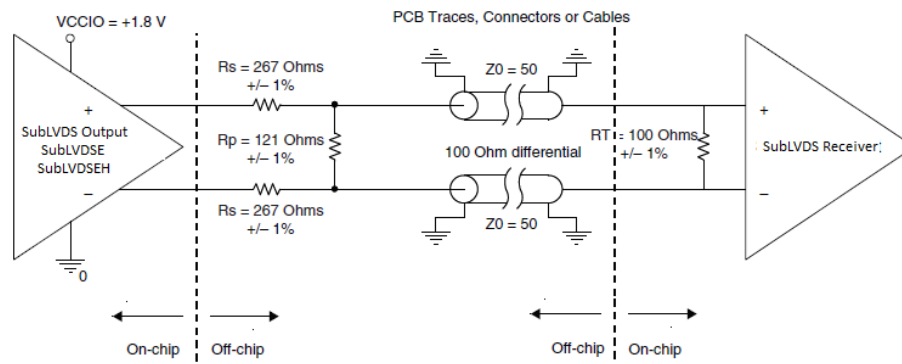 VCCIO = +1.8 V
PCB Traces, Connectors or Cables
Rs = 267 Ohms
+/– 1%
Z0 = 50
+
SubLVDS Output
SubLVDSE
SubLVDSEH
–
Rp = 121 Ohms
+/– 1%
100 Ohm differential
RT = 100 Ohms
+/– 1%
+
SubLVDS Receiver
–
Rs = 267 Ohms
+/– 1%
Z0 = 50
0
On-chip
Off-chip
Off-chip
On-chip